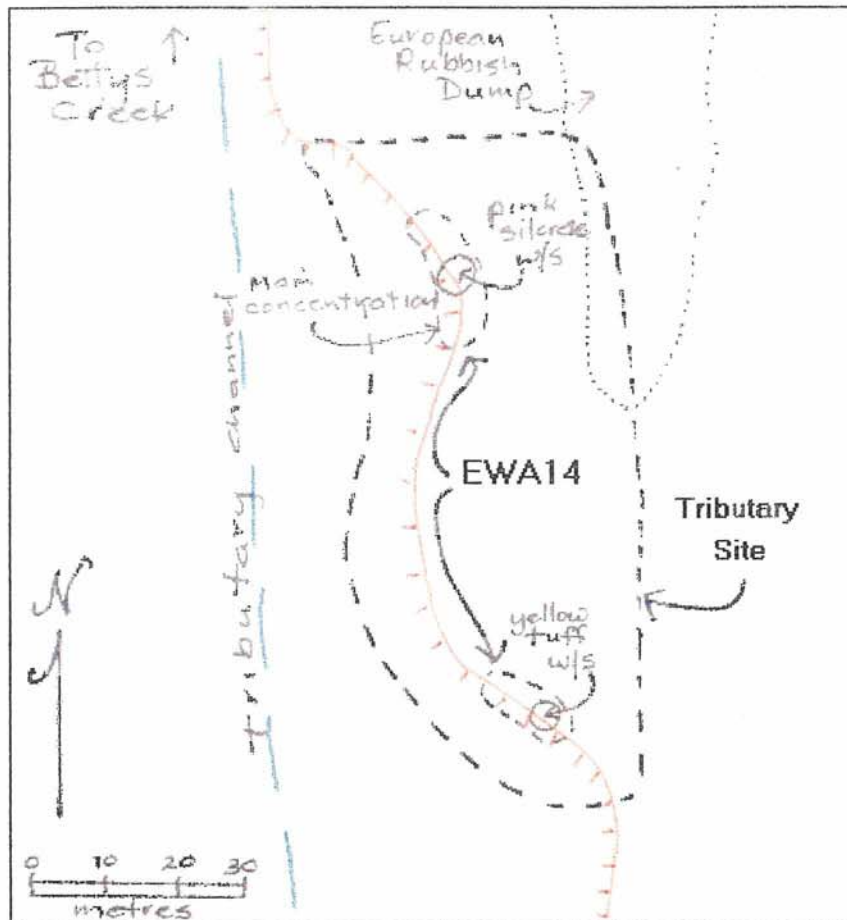 To
Bettys
Creek
European
Rubbish
Dump
pink
silcrete
w/s
Main
concentration
tributary channel
EWA14
Tributary
Site
yellow
tuff
w/s
N
0 10 20 30
metres